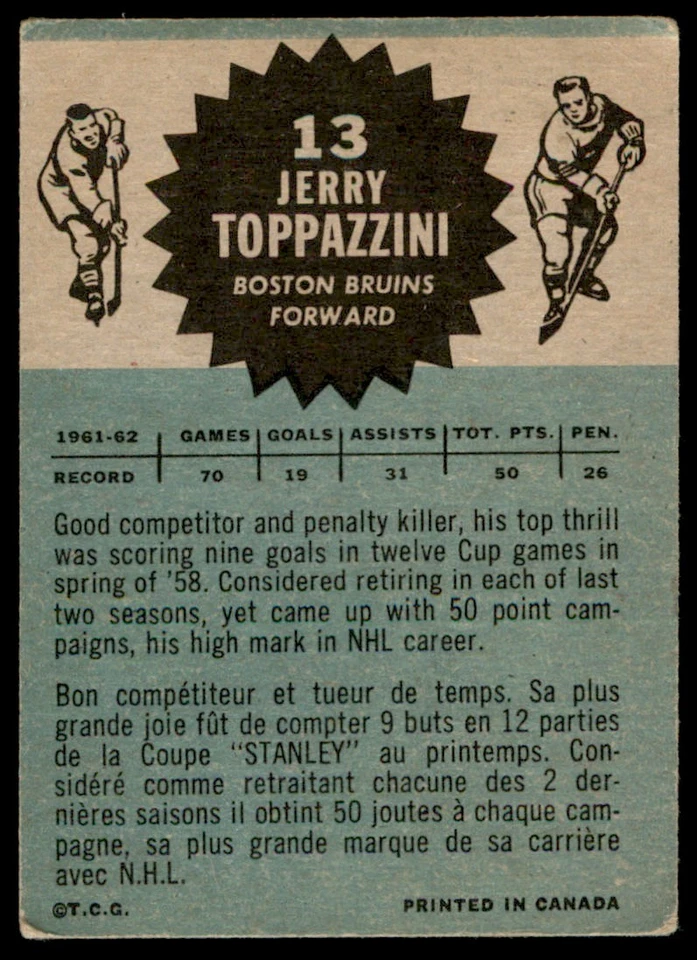 13
JERRY
TOPPAZZINI
BOSTON BRUINS
FORWARD
1961-62 GAMES GOALS ASSISTS TOT. PTS. PEN.
RECORD 70 19 31 50 26
Good competitor and penalty killer, his top thrill
was scoring nine goals in twelve Cup games in
spring of '58. Considered retiring in each of last
two seasons, yet came up with 50 point cam-
paigns, his high mark in NHL career.
Bon compétiteur et tueur de temps. Sa plus
grande joie fût de compter 9 buts en 12 parties
de la Coupe "STANLEY" au printemps. Con-
sidéré comme retraitant chacune des 2 der-
nières saisons il obtint 50 joutes à chaque cam-
pagne, sa plus grande marque de sa carrière
avec N.H.L.
©T.C.G. PRINTED IN CANADA